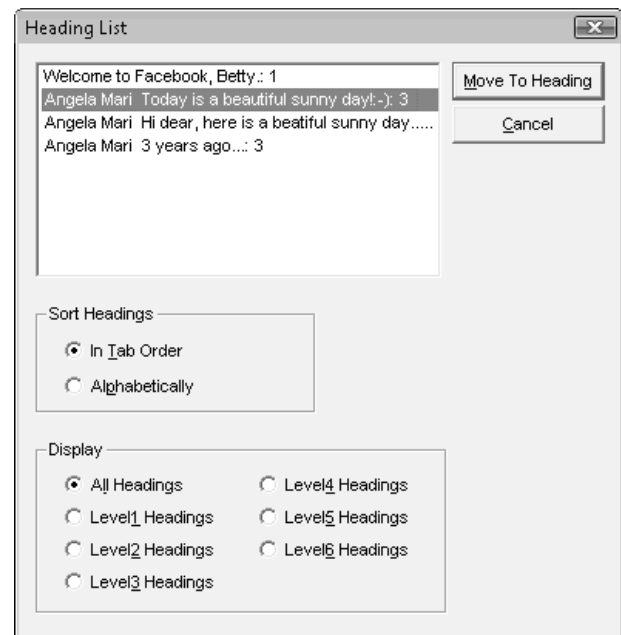 Heading List
Welcome to Facebook, Betty.: 1
Angela Mari  Today is a beautiful sunny day!:-): 3
Angela Mari  Hi dear, here is a beatiful sunny day.....
Angela Mari  3 years ago...: 3
Move To Heading
Cancel
Sort Headings
In Tab Order
Alphabetically
Display
All Headings
Level1 Headings
Level2 Headings
Level3 Headings
Level4 Headings
Level5 Headings
Level6 Headings